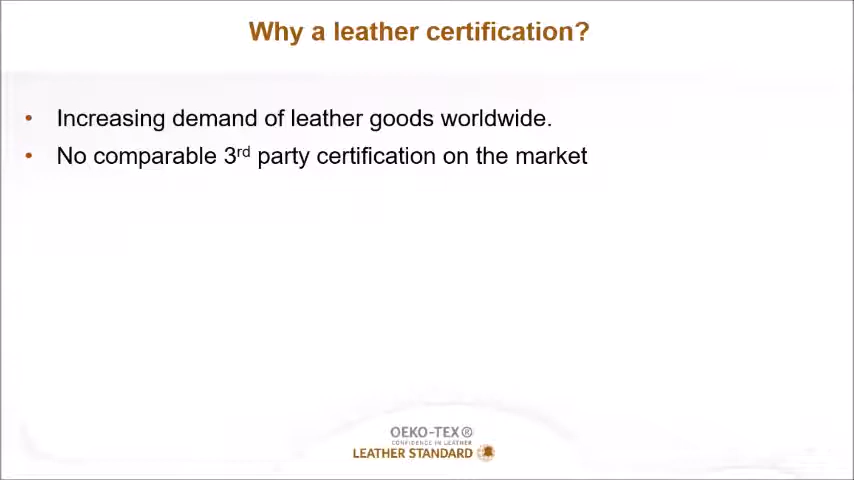 Why a leather certification?
• Increasing demand of leather goods worldwide.
• No comparable 3rd party certification on the market
OEKO-TEX®
CONFIDENCE IN LEATHER
LEATHER STANDARD